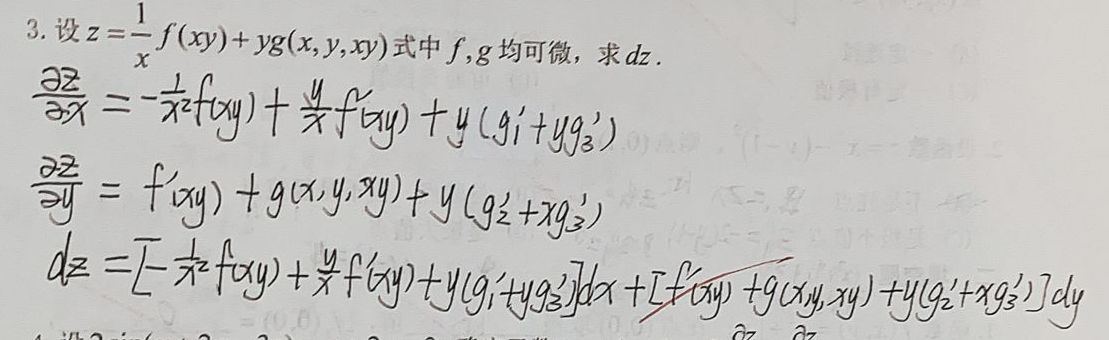 3. 设 z = 1/x f(xy) + yg(x, y, xy) 式中 f, g 均可微，求 dz.
∂z/∂x = -1/x² f(xy) + y/x f'(xy) + y(g₁' + yg₃')
∂z/∂y = f'(xy) + g(x, y, xy) + y(g₂' + xg₃')
dz = [-1/x² f(xy) + y/x f'(xy) + y(g₁' + yg₃')]dx + [f'(xy) + g(x, y, xy) + y(g₂' + xg₃')]dy
∂z ∂z